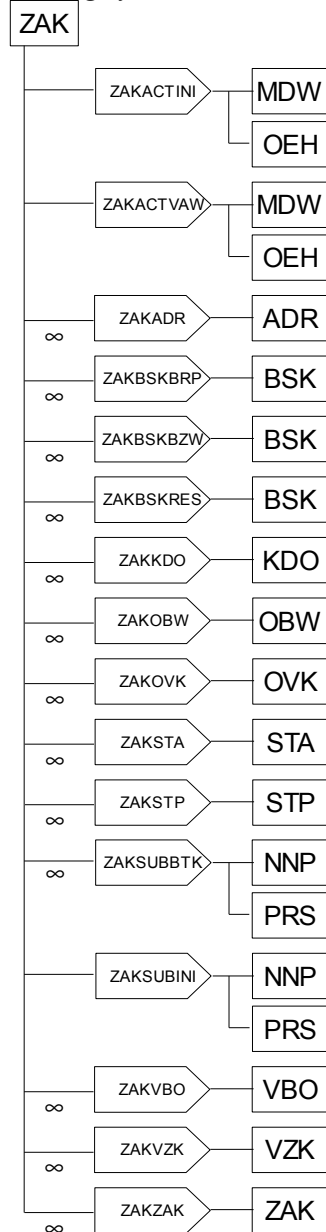 ZAK
ZAKACTINI MDW
OEH
ZAKACTVAW MDW
OEH
∞ ZAKADR ADR
∞ ZAKBSKBRP BSK
∞ ZAKBSKBZW BSK
∞ ZAKBSKRES BSK
∞ ZAKKDO KDO
∞ ZAKOBW OBW
∞ ZAKOVK OVK
∞ ZAKSTA STA
∞ ZAKSTP STP
∞ ZAKSUBBTK NNP
PRS
ZAKSUBINI NNP
PRS
∞ ZAKVBO VBO
∞ ZAKVZK VZK
∞ ZAKZAK ZAK